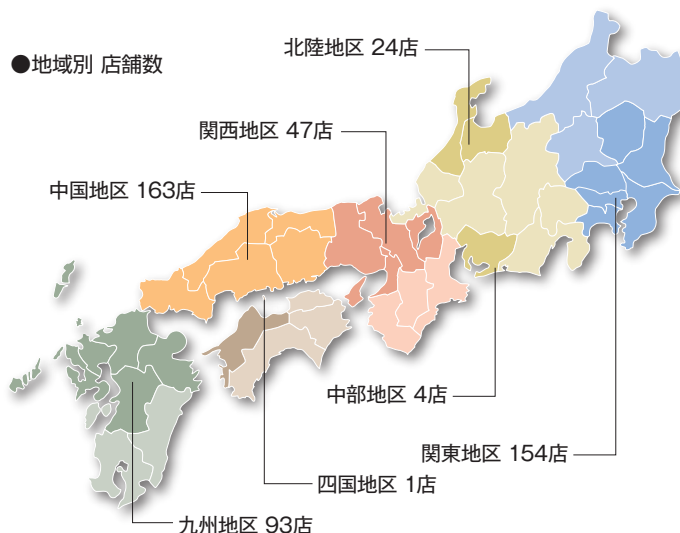 北陸地区 24店
●地域別 店舗数
関西地区 47店
中国地区 163店
中部地区 4店
関東地区 154店
四国地区 1店
九州地区 93店